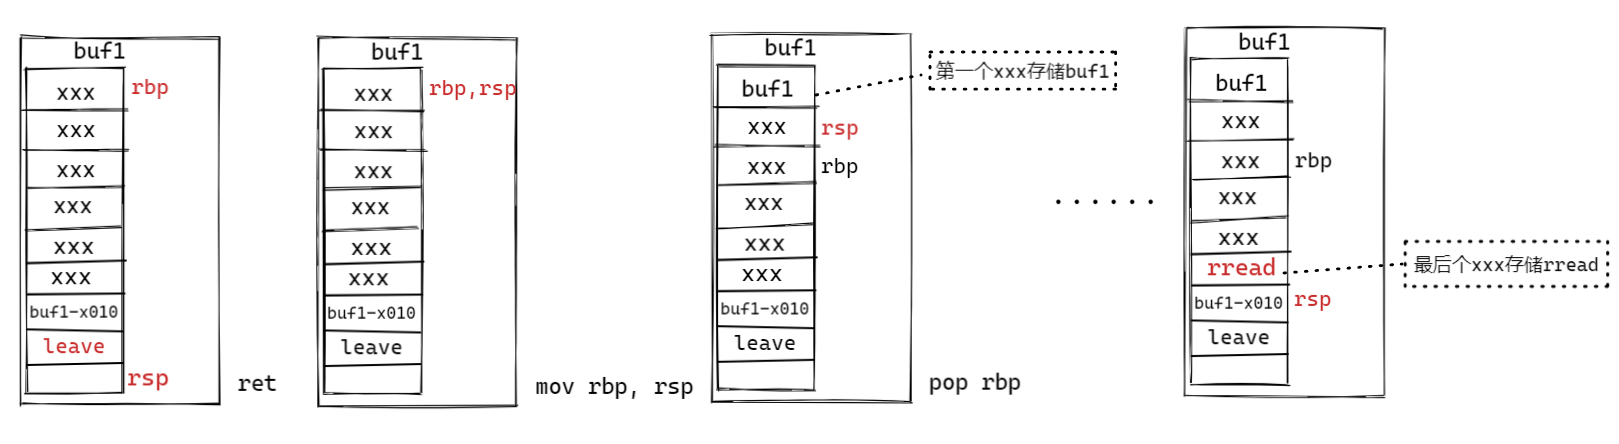 buf1
xxx
rbp
xxx
xxx
xxx
xxx
xxx
buf1-x010
leave
rsp
ret
buf1
xxx
rbp,rsp
xxx
xxx
xxx
xxx
xxx
buf1-x010
leave
mov rbp, rsp
buf1
buf1
第一个xxx存储buf1
xxx
rsp
xxx
rbp
xxx
xxx
xxx
buf1-x010
leave
pop rbp
......
buf1
buf1
xxx
xxx
rbp
xxx
xxx
rread
最后个xxx存储rread
buf1-x010
rsp
leave